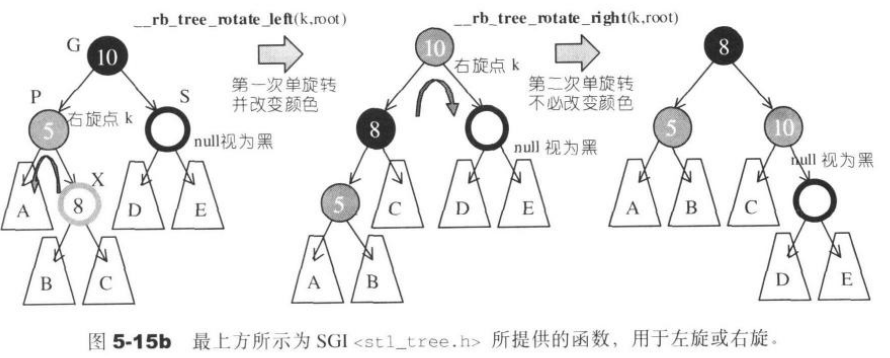 __rb_tree_rotate_left(k,root)
__rb_tree_rotate_right(k,root)
G
10
10
8
第一次单旋转
并改变颜色
右旋点 k
第二次单旋转
不必改变颜色
P
S
5
右旋点 k
null视为黑
8
null 视为黑
5
10
null 视为黑
A
X
8
D
E
5
C
D
E
A
B
C
B
C
A
B
D
E
图 5-15b 最上方所示为 SGI <stl_tree.h> 所提供的函数，用于左旋或右旋。